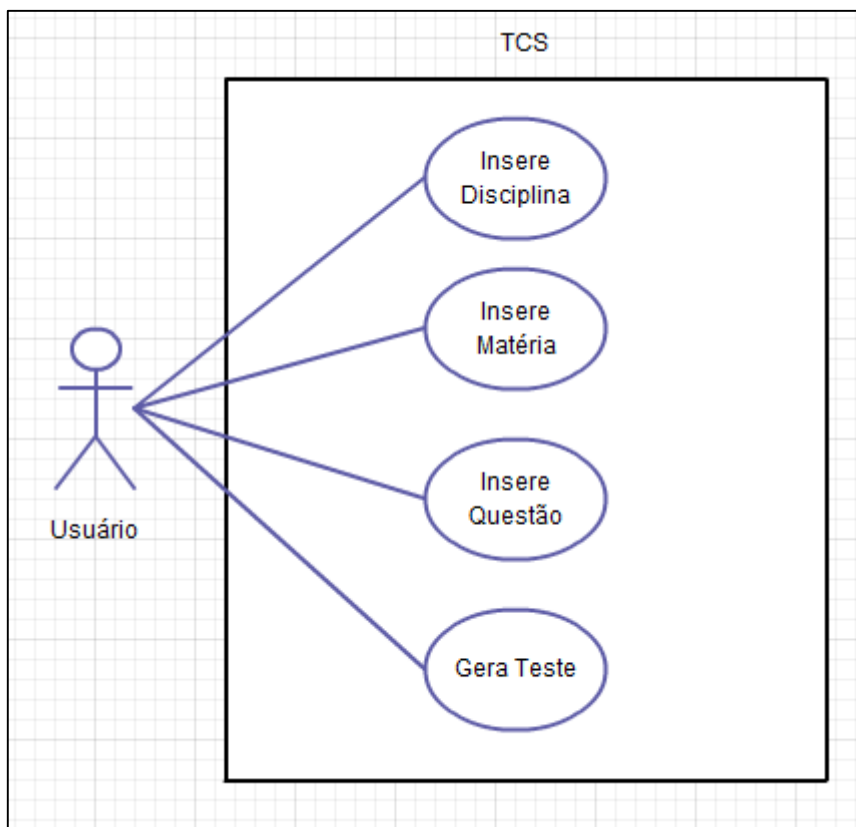 TCS
Insere
Disciplina
Insere
Matéria
Insere
Questão
Usuário
Gera Teste